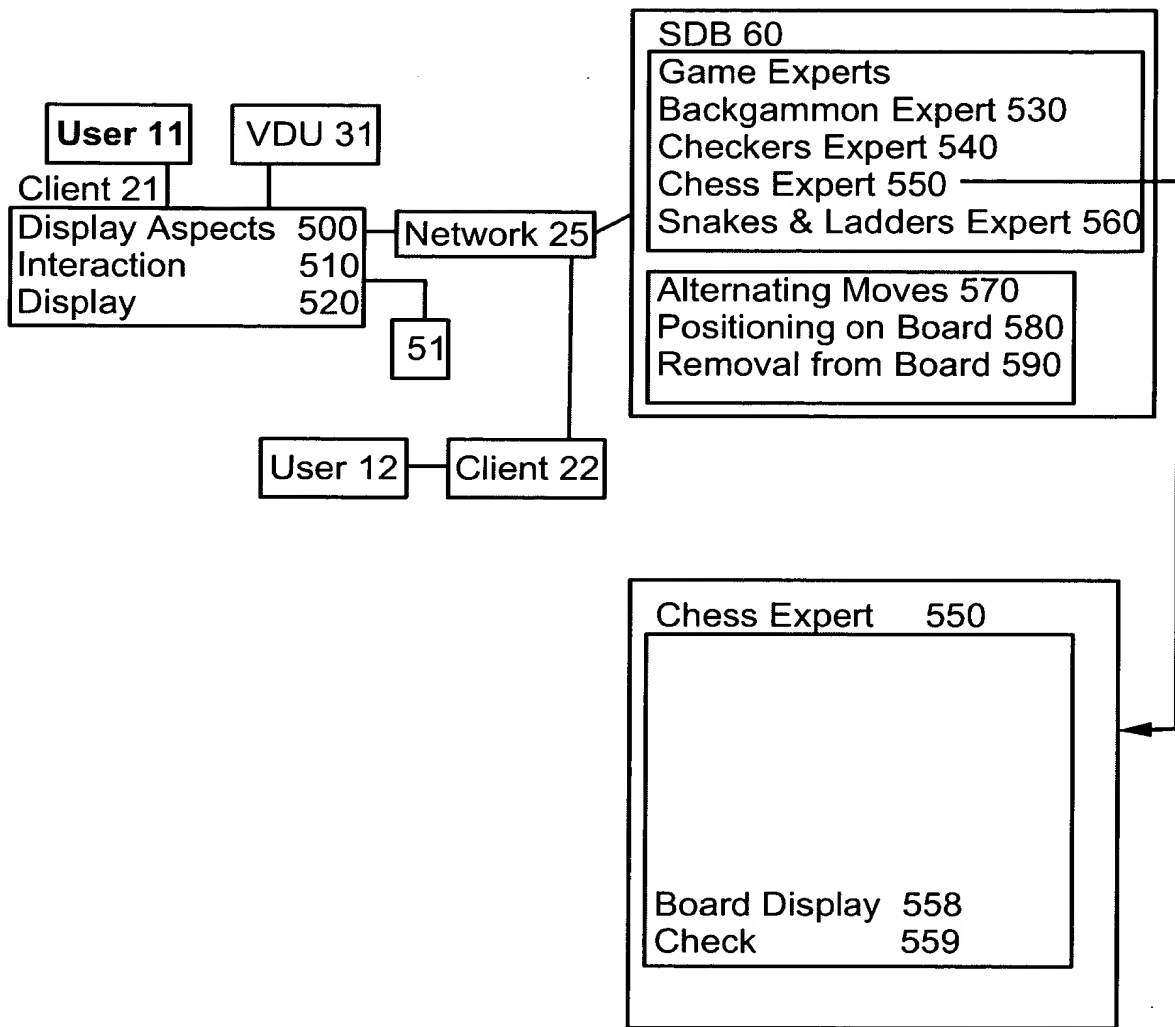 SDB 60
Game Experts
Backgammon Expert 530
Checkers Expert 540
Chess Expert 550
Snakes & Ladders Expert 560
Alternating Moves 570
Positioning on Board 580
Removal from Board 590
User 11
VDU 31
Client 21
Display Aspects 500
Interaction 510
Display 520
Network 25
51
User 12
Client 22
Chess Expert 550
Board Display 558
Check 559